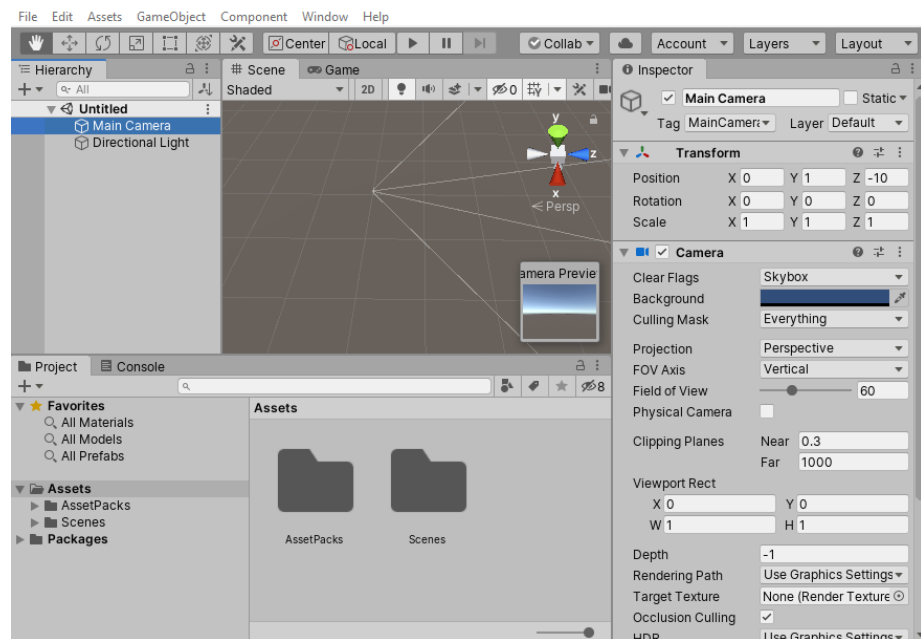 File Edit Assets GameObject Component Window Help
Center Local Collab Account Layers Layout
Hierarchy
All
Untitled
Main Camera
Directional Light
Scene Game
Shaded 2D 0
y
z
x
Persp
amera Previe
Inspector
Main Camera Static
Tag MainCamera Layer Default
Transform
Position X 0 Y 1 Z -10
Rotation X 0 Y 0 Z 0
Scale X 1 Y 1 Z 1
Camera
Clear Flags Skybox
Background
Culling Mask Everything
Projection Perspective
FOV Axis Vertical
Field of View 60
Physical Camera
Clipping Planes Near 0.3
Far 1000
Viewport Rect
X 0 Y 0
W 1 H 1
Depth -1
Rendering Path Use Graphics Settings
Target Texture None (Render Texture
Occlusion Culling
HDR Use Graphics Settings
Project Console
8
Favorites
All Materials
All Models
All Prefabs
Assets
AssetPacks
Scenes
Packages
Assets
AssetPacks Scenes